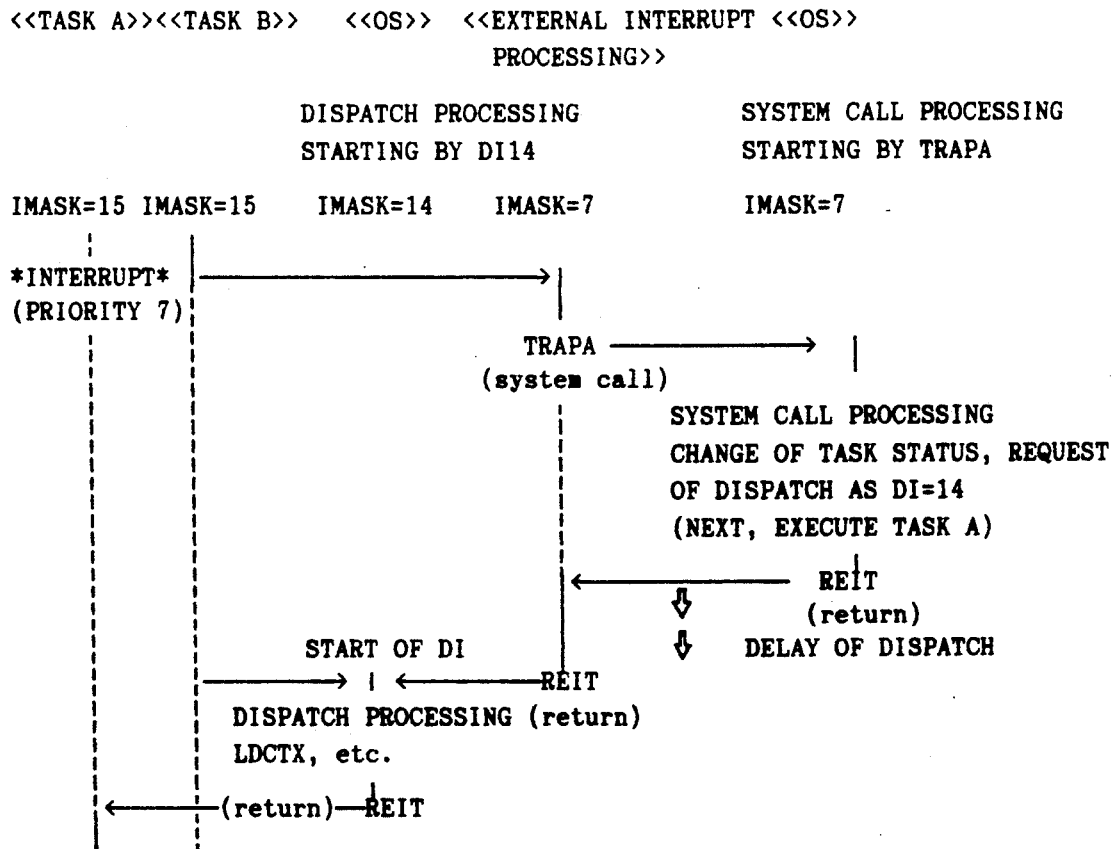 <<TASK A>><<TASK B>> <<OS>> <<EXTERNAL INTERRUPT <<OS>>
PROCESSING>>
DISPATCH PROCESSING SYSTEM CALL PROCESSING
STARTING BY DI14 STARTING BY TRAPA
IMASK=15 IMASK=15 IMASK=14 IMASK=7 IMASK=7
*INTERRUPT*
(PRIORITY 7)
TRAPA
(system call)
SYSTEM CALL PROCESSING
CHANGE OF TASK STATUS, REQUEST
OF DISPATCH AS DI=14
(NEXT, EXECUTE TASK A)
REIT
(return)
START OF DI DELAY OF DISPATCH
REIT
DISPATCH PROCESSING (return)
LDCTX, etc.
(return) REIT